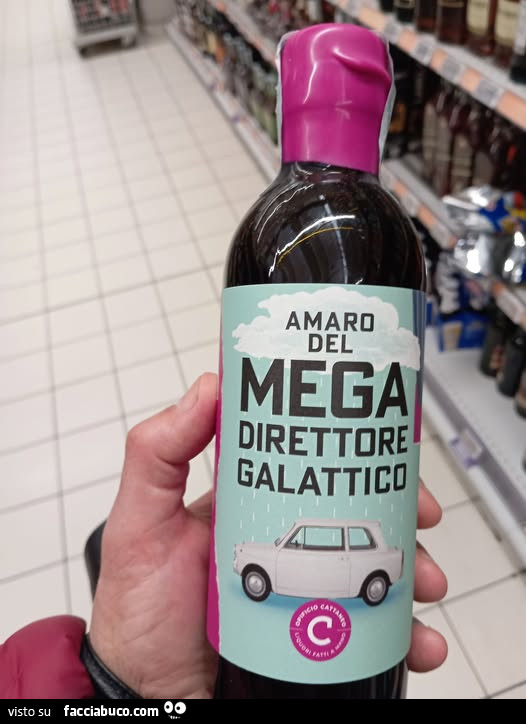 AMARO
DEL
MEGA
DIRETTORE
GALATTICO
OPIFICIO CATTANEO
C
LIQUORI FATTI A MANO
visto su facciabuco.com